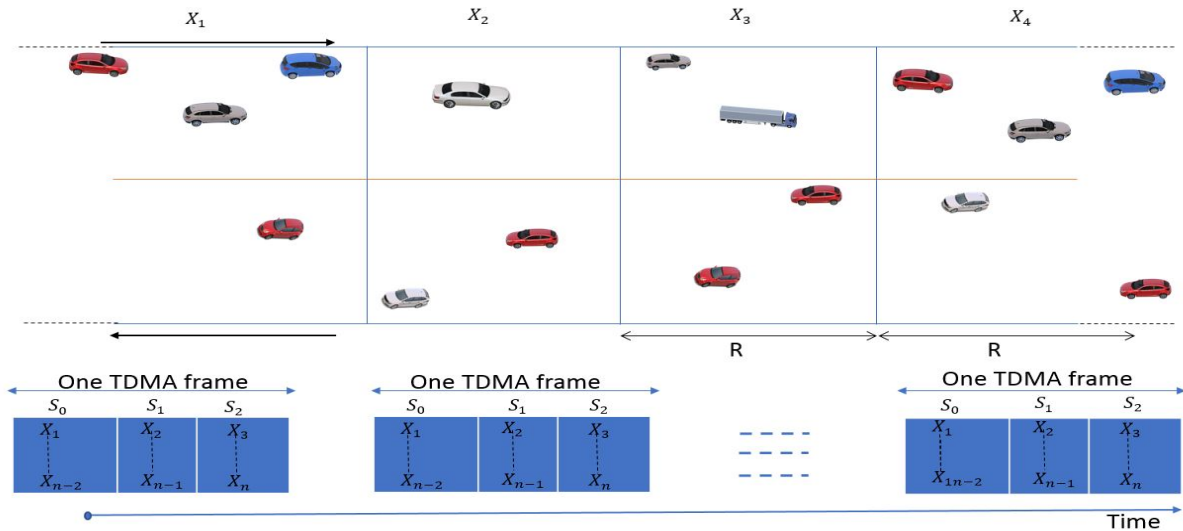 X₁ X₂ X₃ X₄
R R
One TDMA frame One TDMA frame One TDMA frame
S₀ S₁ S₂ S₀ S₁ S₂ S₀ S₁ S₂
X₁ X₂ X₃ X₁ X₂ X₃ X₁ X₂ X₃
Xₙ₋₂ Xₙ₋₁ Xₙ Xₙ₋₂ Xₙ₋₁ Xₙ X₁ₙ₋₂ Xₙ₋₁ Xₙ
Time